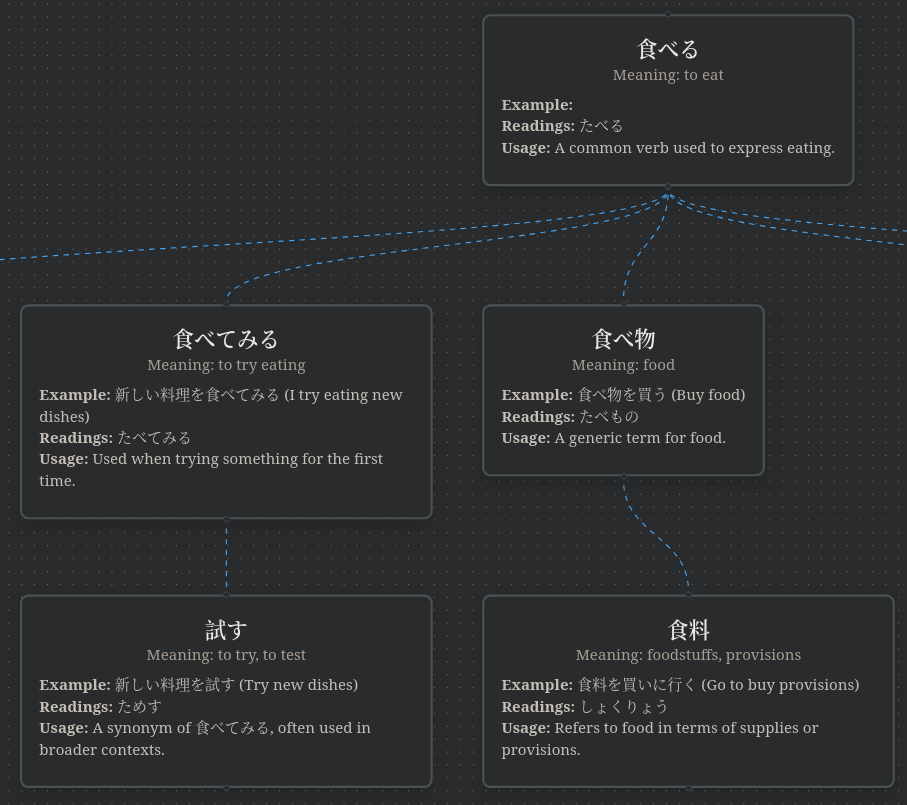 食べる
Meaning: to eat
Example:
Readings: たべる
Usage: A common verb used to express eating.
食べてみる
Meaning: to try eating
Example: 新しい料理を食べてみる (I try eating new
dishes)
Readings: たべてみる
Usage: Used when trying something for the first
time.
食べ物
Meaning: food
Example: 食べ物を買う (Buy food)
Readings: たべもの
Usage: A generic term for food.
試す
Meaning: to try, to test
Example: 新しい料理を試す (Try new dishes)
Readings: ためす
Usage: A synonym of 食べてみる, often used in
broader contexts.
食料
Meaning: foodstuffs, provisions
Example: 食料を買いに行く (Go to buy provisions)
Readings: しょくりょう
Usage: Refers to food in terms of supplies or
provisions.